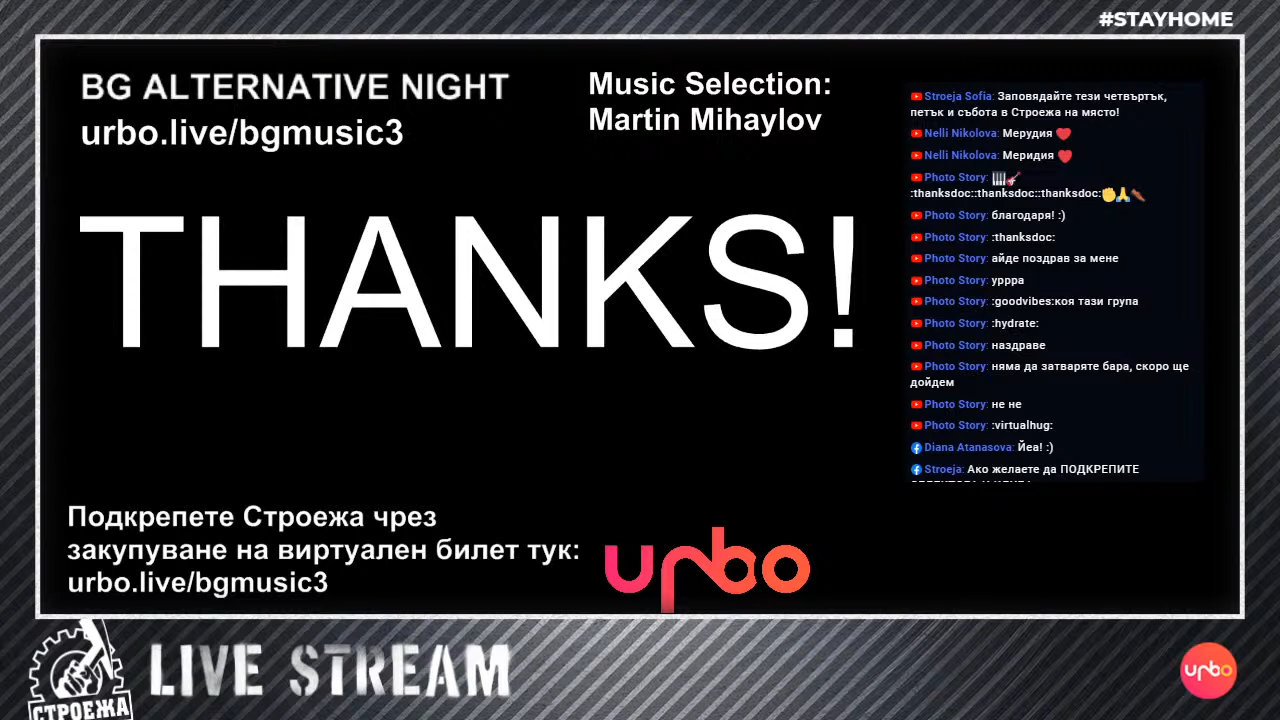 #STAYHOME
BG ALTERNATIVE NIGHT
urbo.live/bgmusic3
Music Selection:
Martin Mihaylov
THANKS!
Stroeja Sofia: Заповядайте тези четвъртък,
петък и събота в Строежа на място!
Nelli Nikolova: Мерудия ❤️
Nelli Nikolova: Меридия ❤️
Photo Story: 🎹🎸
:thanksdoc::thanksdoc::thanksdoc:✊🙏👞
Photo Story: благодаря! :)
Photo Story: :thanksdoc:
Photo Story: айде поздрав за мене
Photo Story: уррра
Photo Story: :goodvibes:коя тази група
Photo Story: :hydrate:
Photo Story: наздраве
Photo Story: няма да затваряте бара, скоро ще
дойдем
Photo Story: не не
Photo Story: :virtualhug:
Diana Atanasova: Йеа! :)
Stroeja: Ако желаете да ПОДКРЕПИТЕ
Подкрепете Строежа чрез
закупуване на виртуален билет тук:
urbo.live/bgmusic3
urbo
СТРОЕЖА
LIVE STREAM
urbo